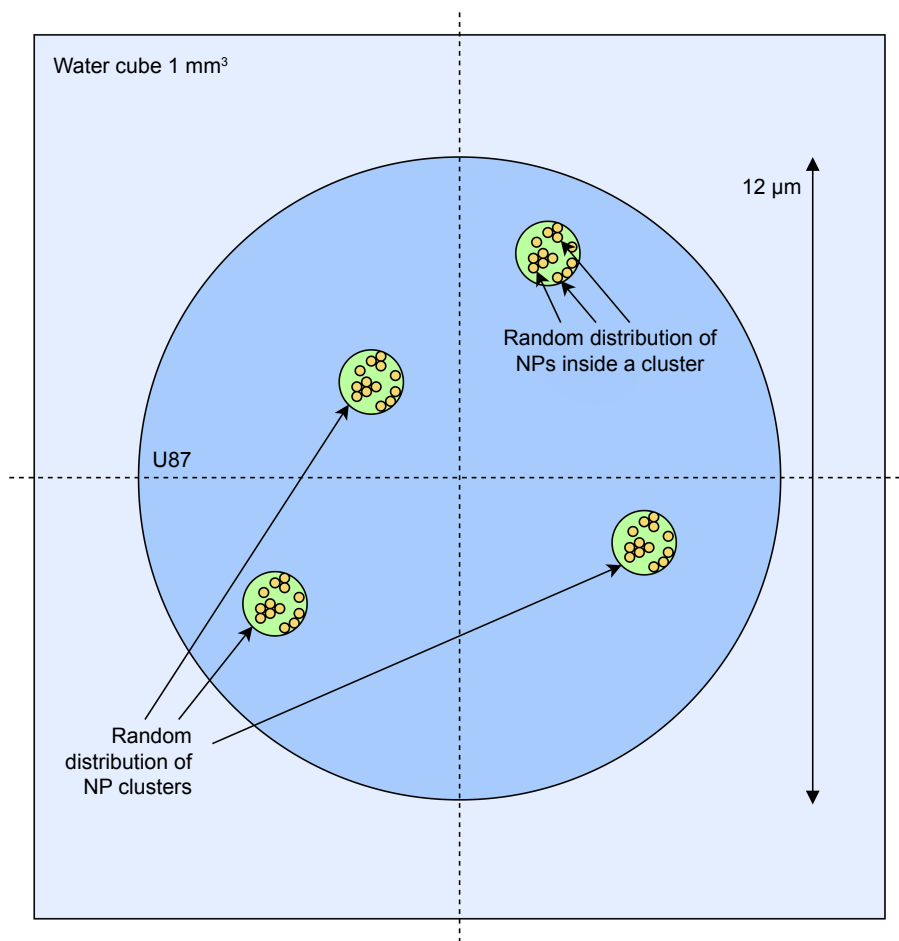 Water cube 1 mm³
12 µm
Random distribution of
NPs inside a cluster
U87
Random
distribution of
NP clusters